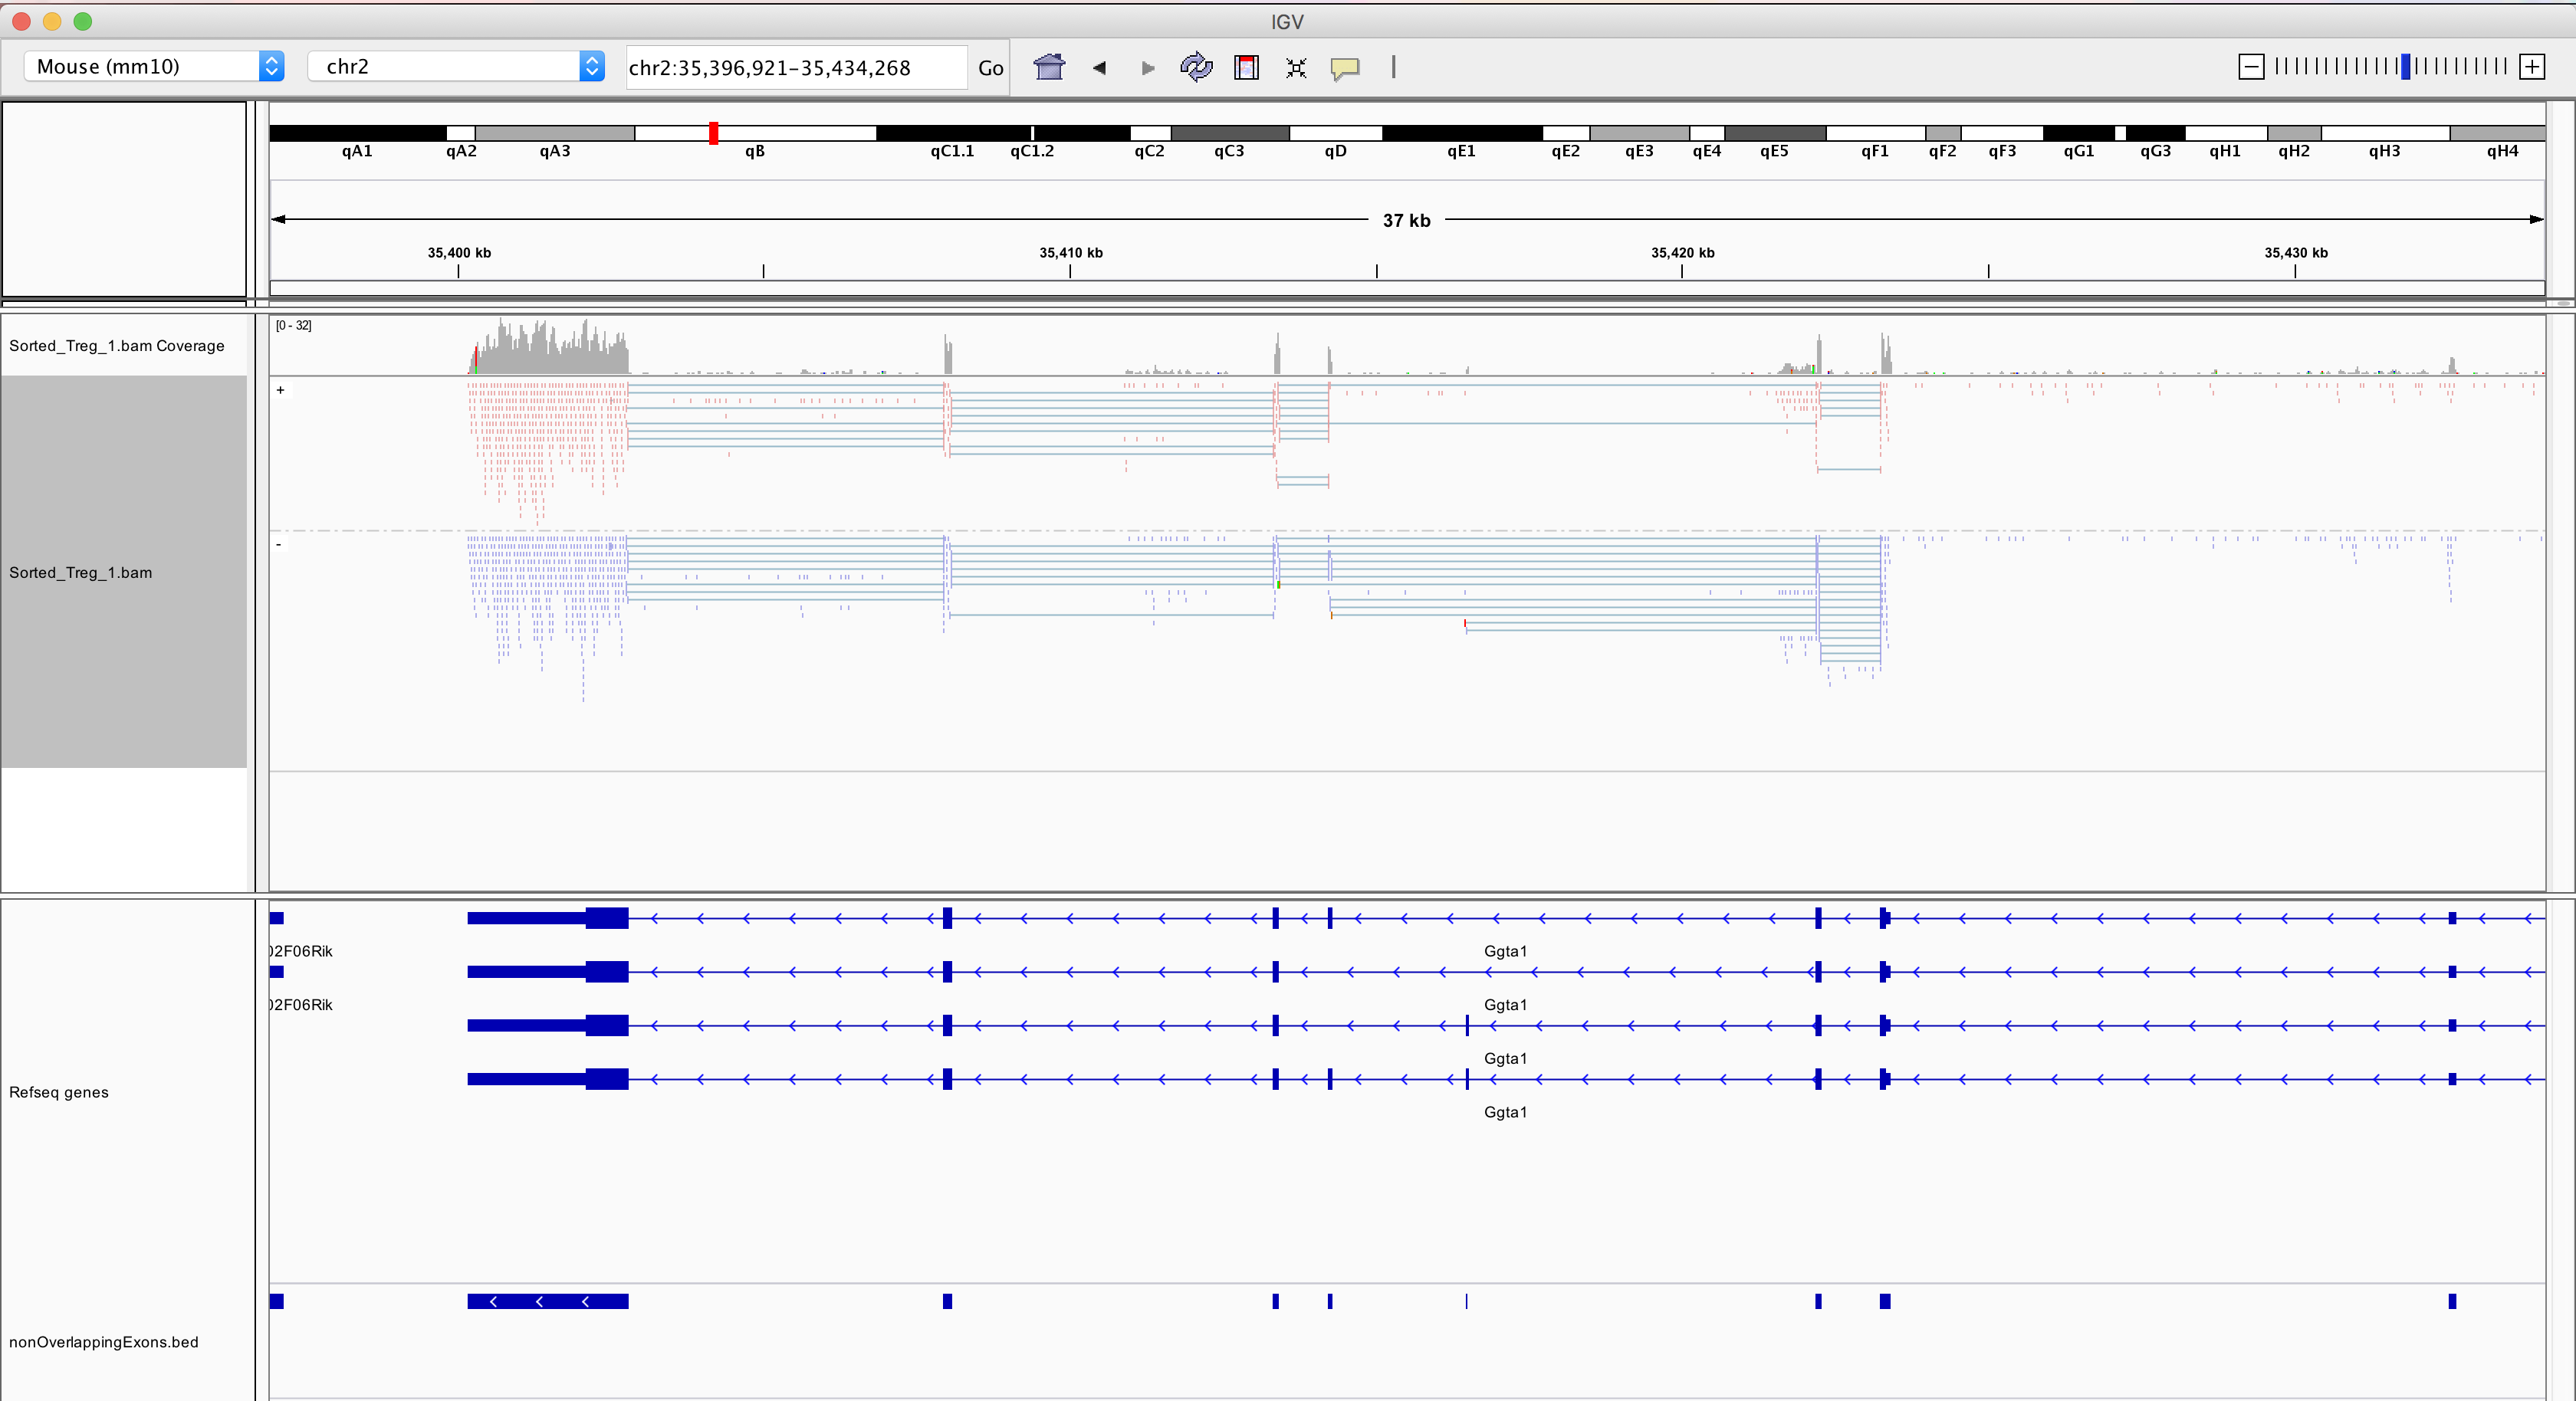 IGV
Mouse (mm10) chr2 chr2:35,396,921-35,434,268 Go
qA1 qA2 qA3 qB qC1.1 qC1.2 qC2 qC3 qD qE1 qE2 qE3 qE4 qE5 qF1 qF2 qF3 qG1 qG3 qH1 qH2 qH3 qH4
37 kb
35,400 kb 35,410 kb 35,420 kb 35,430 kb
[0 - 32]
Sorted_Treg_1.bam Coverage
+
-
Sorted_Treg_1.bam
02F06Rik Ggta1
02F06Rik Ggta1
Ggta1
Refseq genes
Ggta1
nonOverlappingExons.bed